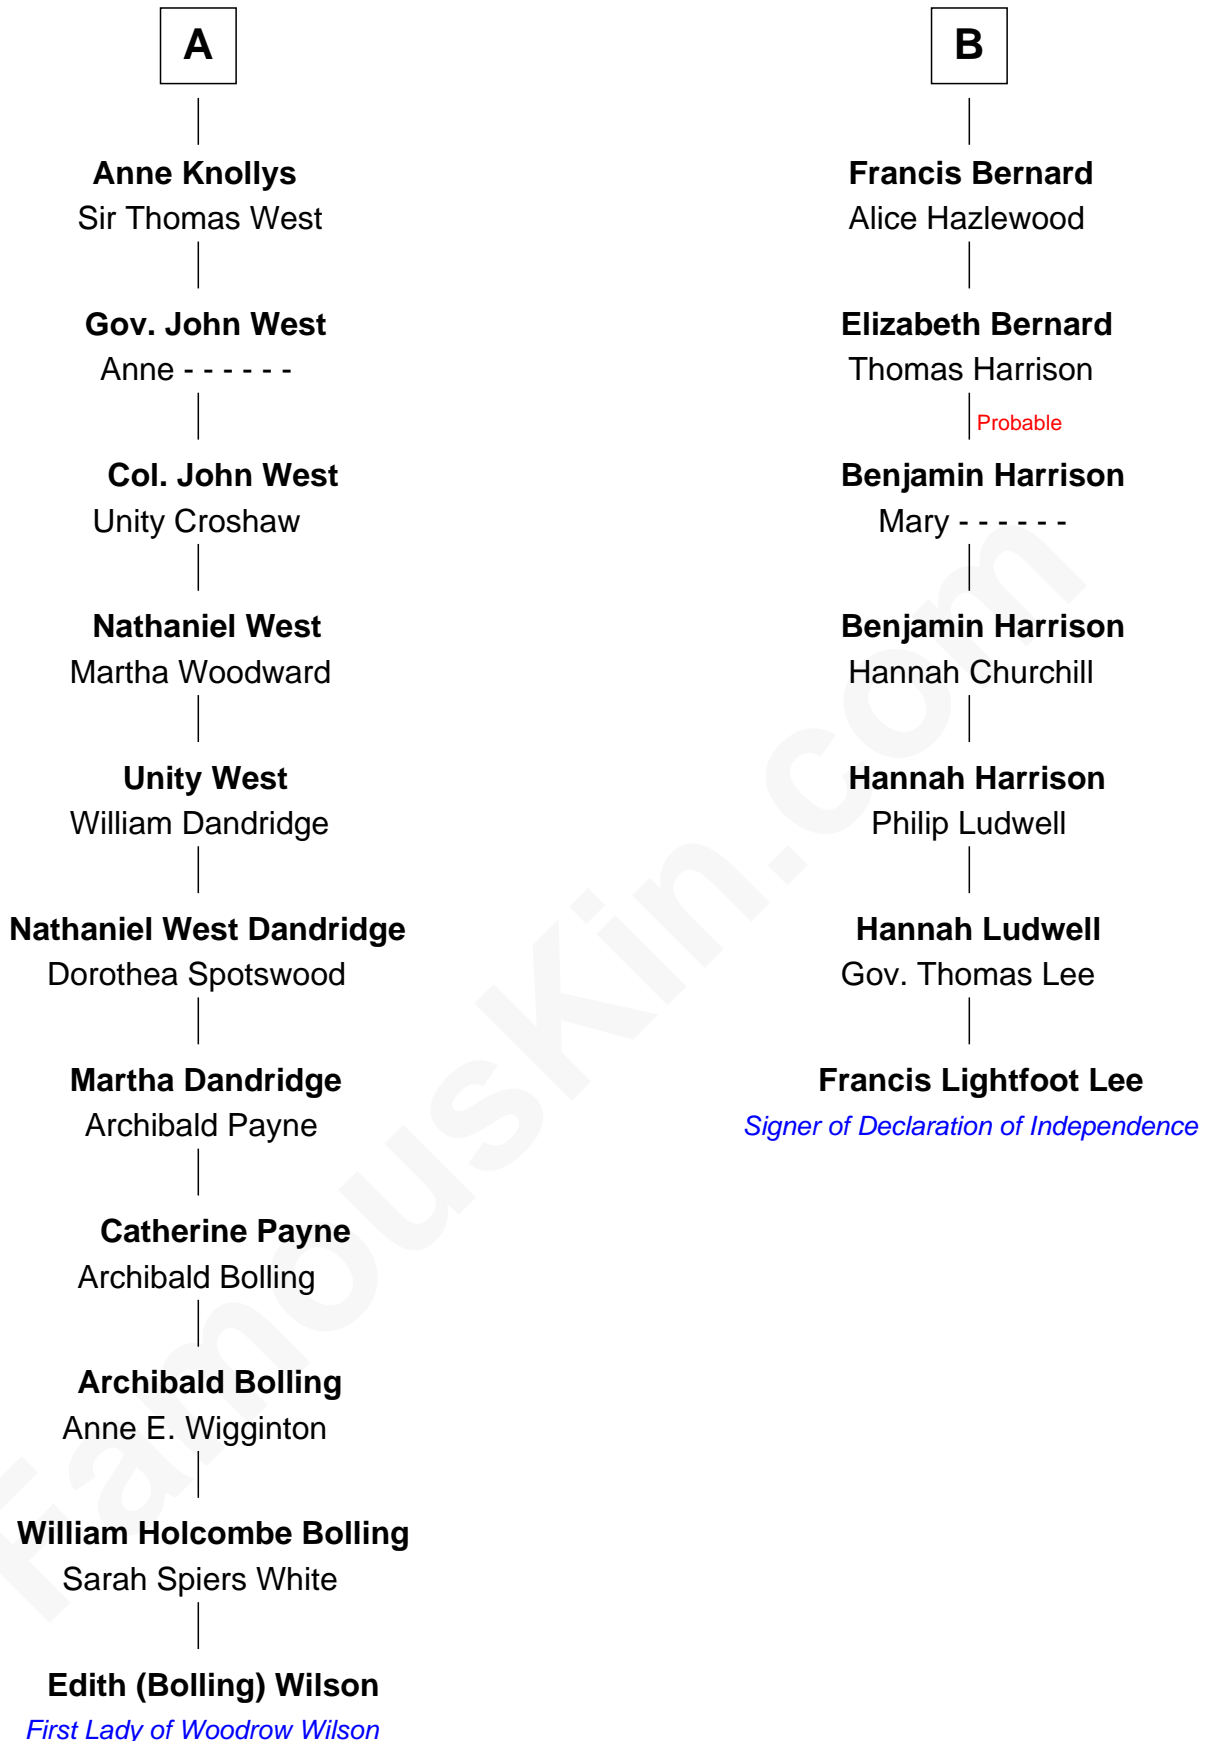 A
Anne Knollys
Sir Thomas West
Gov. John West
Anne - - - - - -
Col. John West
Unity Croshaw
Nathaniel West
Martha Woodward
Unity West
William Dandridge
Nathaniel West Dandridge
Dorothea Spotswood
Martha Dandridge
Archibald Payne
Catherine Payne
Archibald Bolling
Archibald Bolling
Anne E. Wigginton
William Holcombe Bolling
Sarah Spiers White
Edith (Bolling) Wilson
First Lady of Woodrow Wilson
B
Francis Bernard
Alice Hazlewood
Elizabeth Bernard
Thomas Harrison
Probable
Benjamin Harrison
Mary - - - - - -
Benjamin Harrison
Hannah Churchill
Hannah Harrison
Philip Ludwell
Hannah Ludwell
Gov. Thomas Lee
Francis Lightfoot Lee
Signer of Declaration of Independence
FamousKin.com